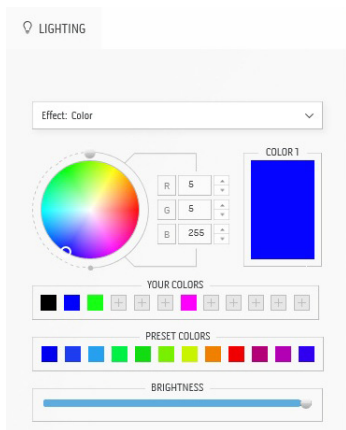 LIGHTING
Effect: Color
COLOR 1
R 5
G 5
B 255
YOUR COLORS
PRESET COLORS
BRIGHTNESS